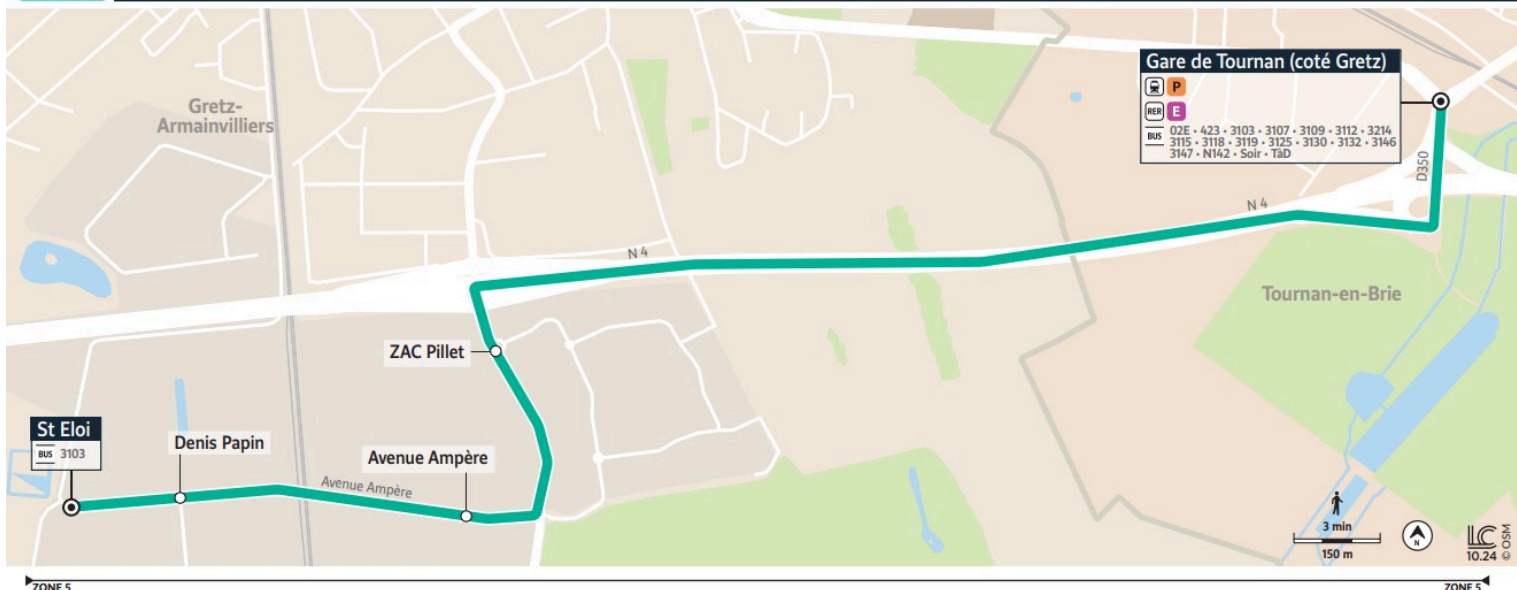 Gretz-
Armainvilliers
Gare de Tournan (coté Gretz)
P
RER E
BUS 02E • 423 • 3103 • 3107 • 3109 • 3112 • 3214
3115 • 3118 • 3119 • 3125 • 3130 • 3132 • 3146
3147 • N142 • Soir • TàD
D350
N 4
N 4
Tournan-en-Brie
ZAC Pillet
St Eloi
BUS 3103
Denis Papin
Avenue Ampère
Avenue Ampère
3 min
150 m
N
LC
10.24 © OSM
ZONE 5
ZONE 5